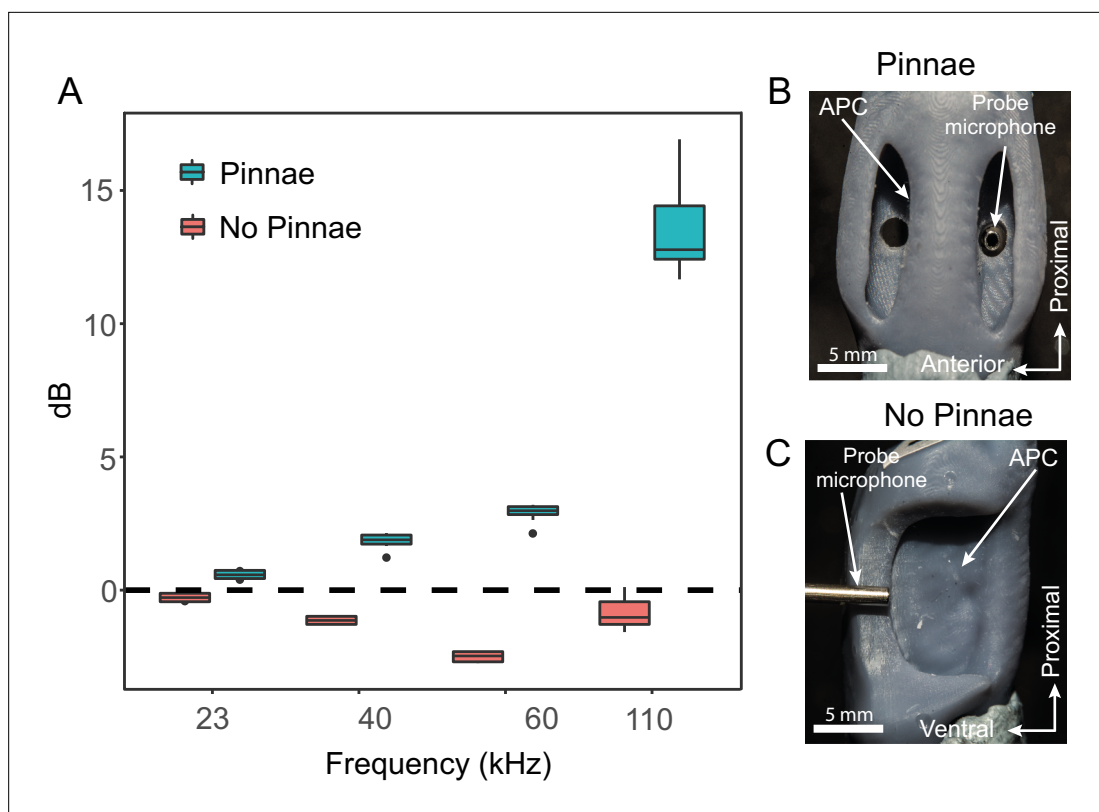 A
dB
15
10
5
0
Pinnae
No Pinnae
23
40
60
110
Frequency (kHz)
Pinnae
B
APC
Probe
microphone
5 mm
Anterior
Proximal
No Pinnae
C
Probe
microphone
APC
5 mm
Ventral
Proximal